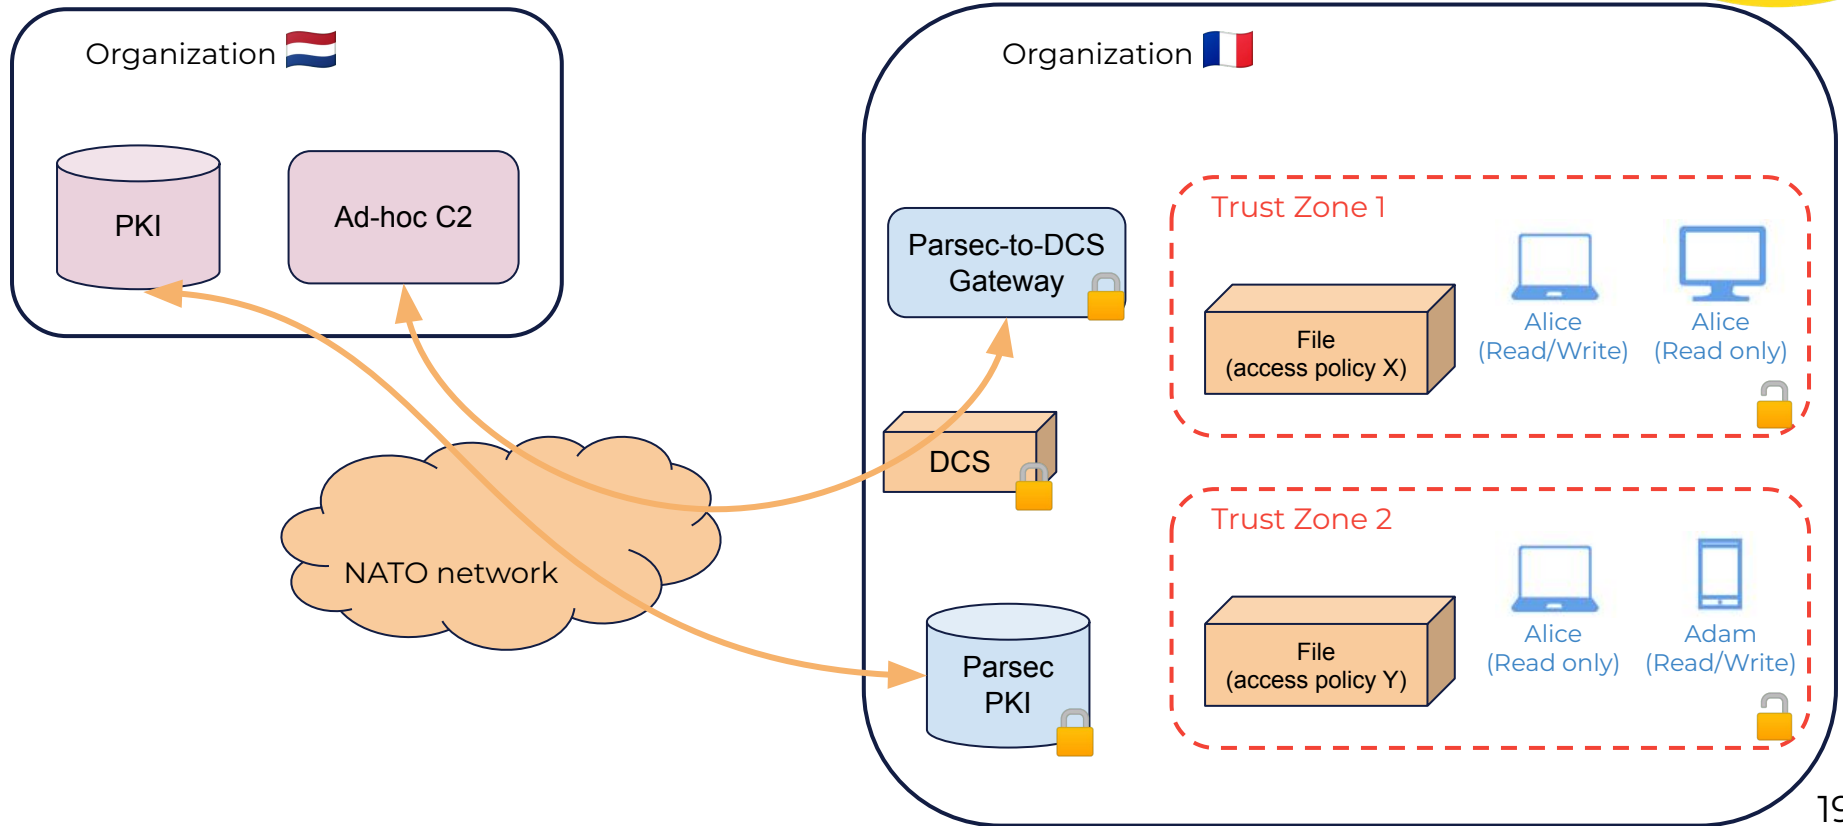 Organization
PKI
Ad-hoc C2
NATO network
Organization
Parsec-to-DCS
Gateway
DCS
Parsec
PKI
Trust Zone 1
File
(access policy X)
Alice
(Read/Write)
Alice
(Read only)
Trust Zone 2
File
(access policy Y)
Alice
(Read only)
Adam
(Read/Write)
19